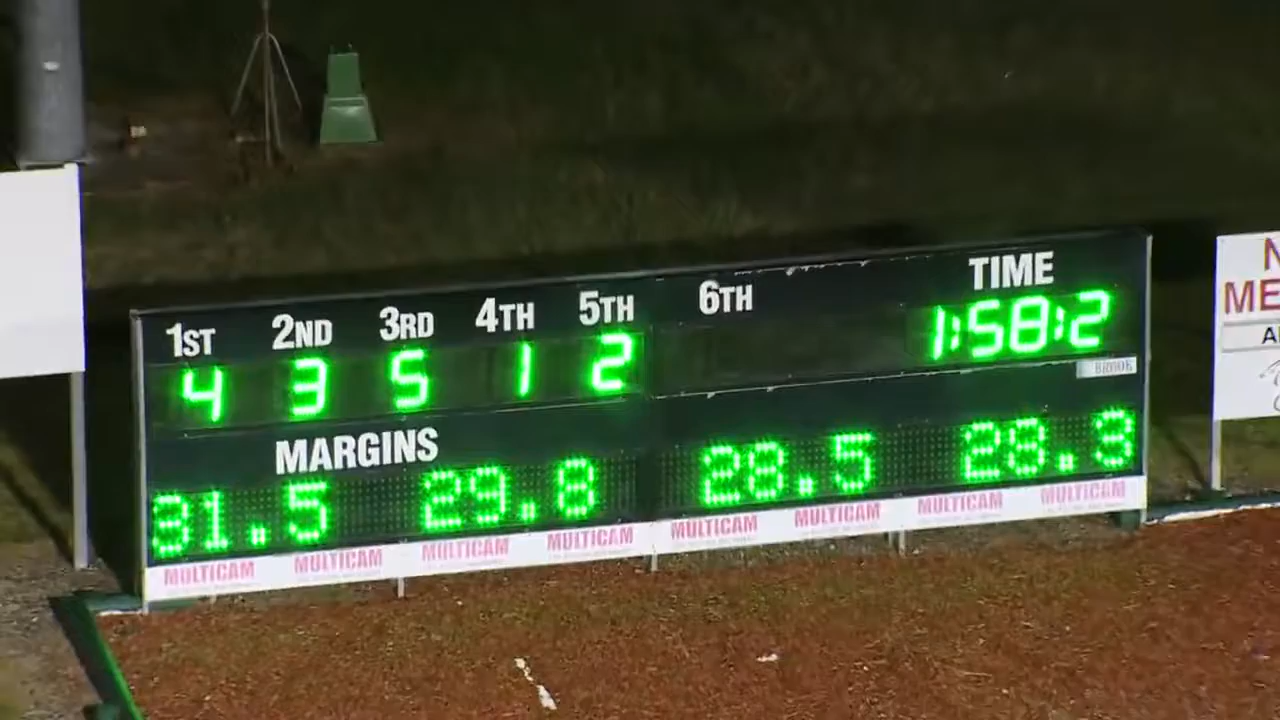 1ST 2ND 3RD 4TH 5TH 6TH TIME
4 3 5 1 2 1:58:2
MARGINS
31.5 29.8 28.5 28.3
MULTICAM MULTICAM MULTICAM MULTICAM MULTICAM MULTICAM MULTICAM MULTICAM
N
ME
A